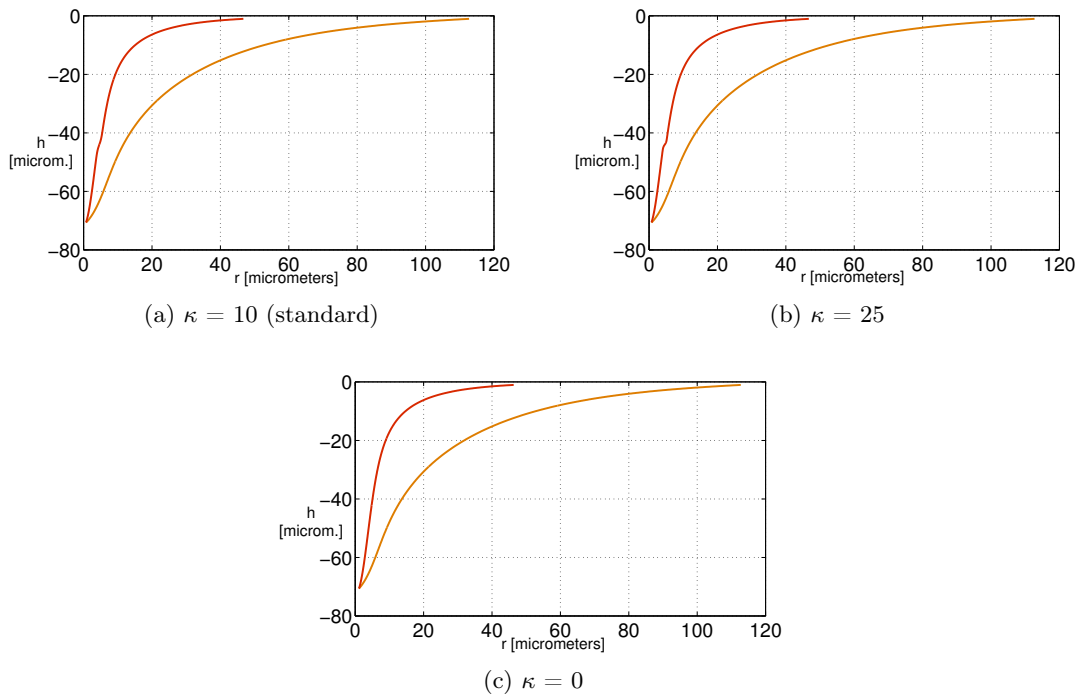 0
−20
−40
−60
−80
h
[microm.]
0 20 40 60 80 100 120
r [micrometers]
(a) κ = 10 (standard)
0
−20
−40
−60
−80
h
[microm.]
0 20 40 60 80 100 120
r [micrometers]
(b) κ = 25
0
−20
−40
−60
−80
h
[microm.]
0 20 40 60 80 100 120
r [micrometers]
(c) κ = 0